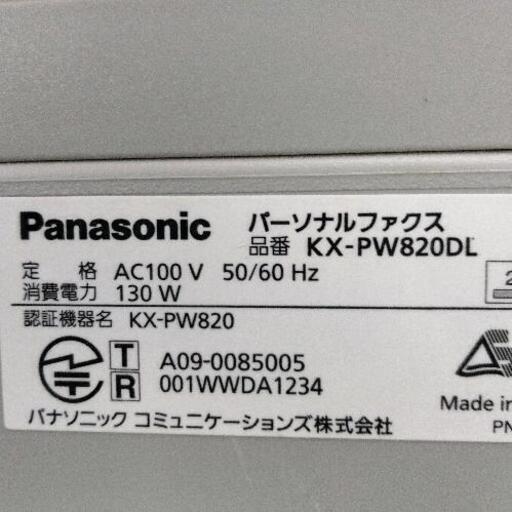 Panasonic パーソナルファクス
品番 KX-PW820DL
定 格 AC100 V 50/60 Hz
消費電力 130 W
認証機器名 KX-PW820
T A09-0085005
R 001WWDA1234
パナソニック コミュニケーションズ株式会社
Made in
PN
2